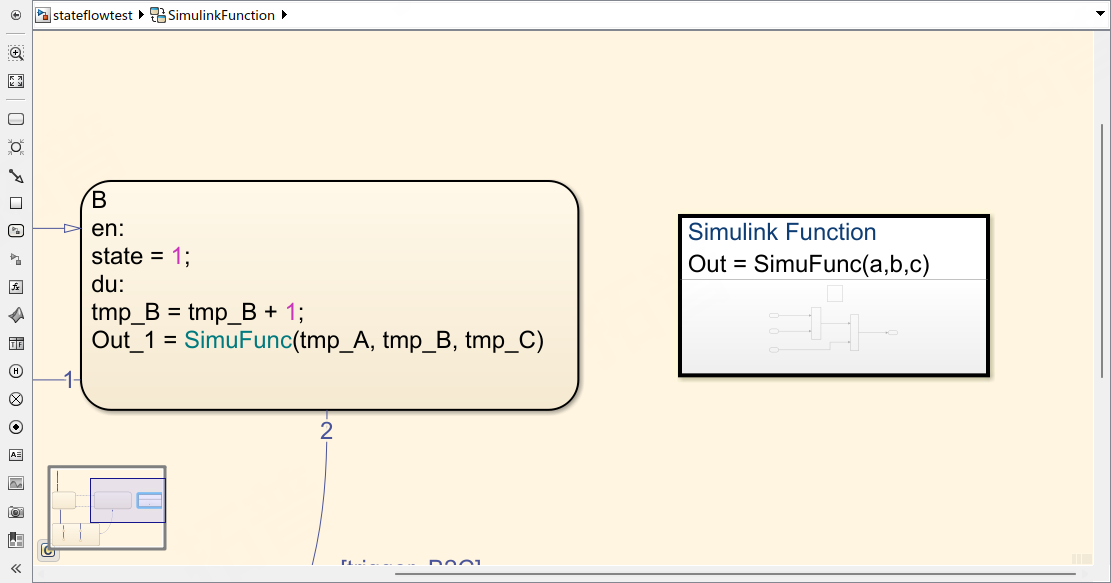 stateflowtest SimulinkFunction
B
en:
state = 1;
du:
tmp_B = tmp_B + 1;
Out_1 = SimuFunc(tmp_A, tmp_B, tmp_C)
Simulink Function
Out = SimuFunc(a,b,c)
1
2